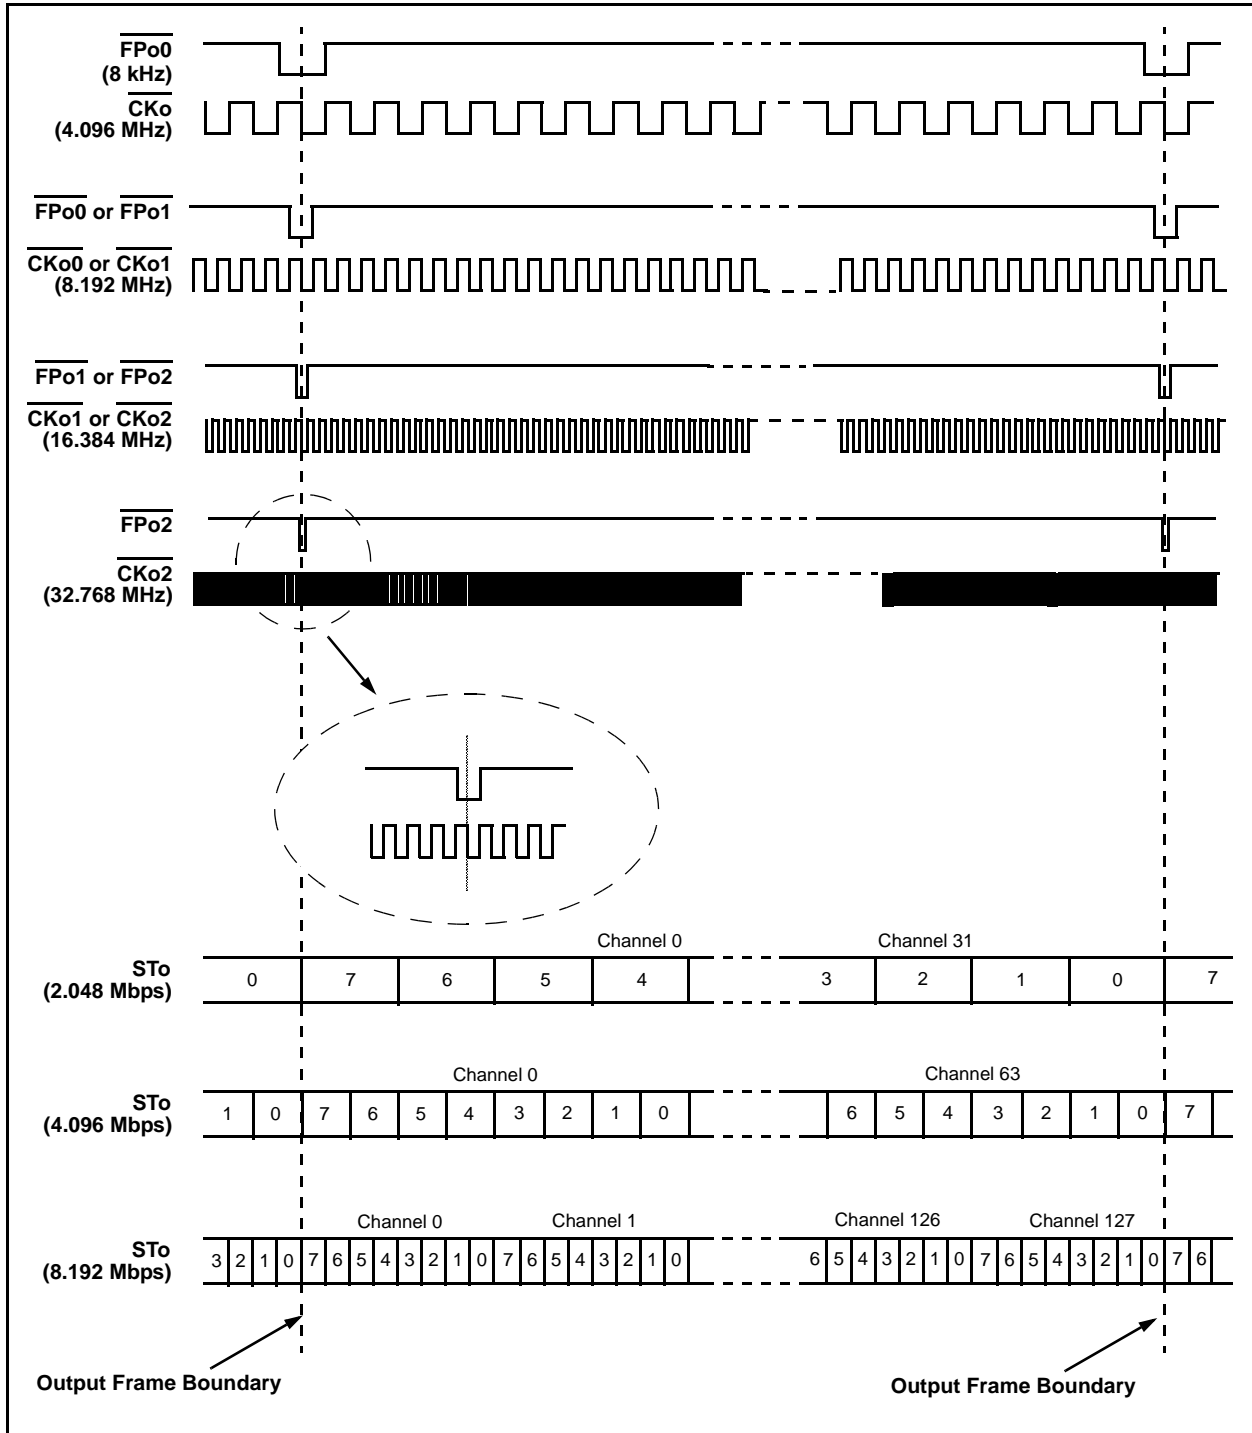 FPo0
(8 kHz)
CKo
(4.096 MHz)
FPo0 or FPo1
CKo0 or CKo1
(8.192 MHz)
FPo1 or FPo2
CKo1 or CKo2
(16.384 MHz)
FPo2
CKo2
(32.768 MHz)
Channel 0 Channel 31
STo
(2.048 Mbps)
0 7 6 5 4 3 2 1 0 7
Channel 0 Channel 63
STo
(4.096 Mbps)
1 0 7 6 5 4 3 2 1 0 6 5 4 3 2 1 0 7
Channel 0 Channel 1 Channel 126 Channel 127
STo
(8.192 Mbps)
3 2 1 0 7 6 5 4 3 2 1 0 7 6 5 4 3 2 1 0 6 5 4 3 2 1 0 7 6 5 4 3 2 1 0 7 6
Output Frame Boundary
Output Frame Boundary